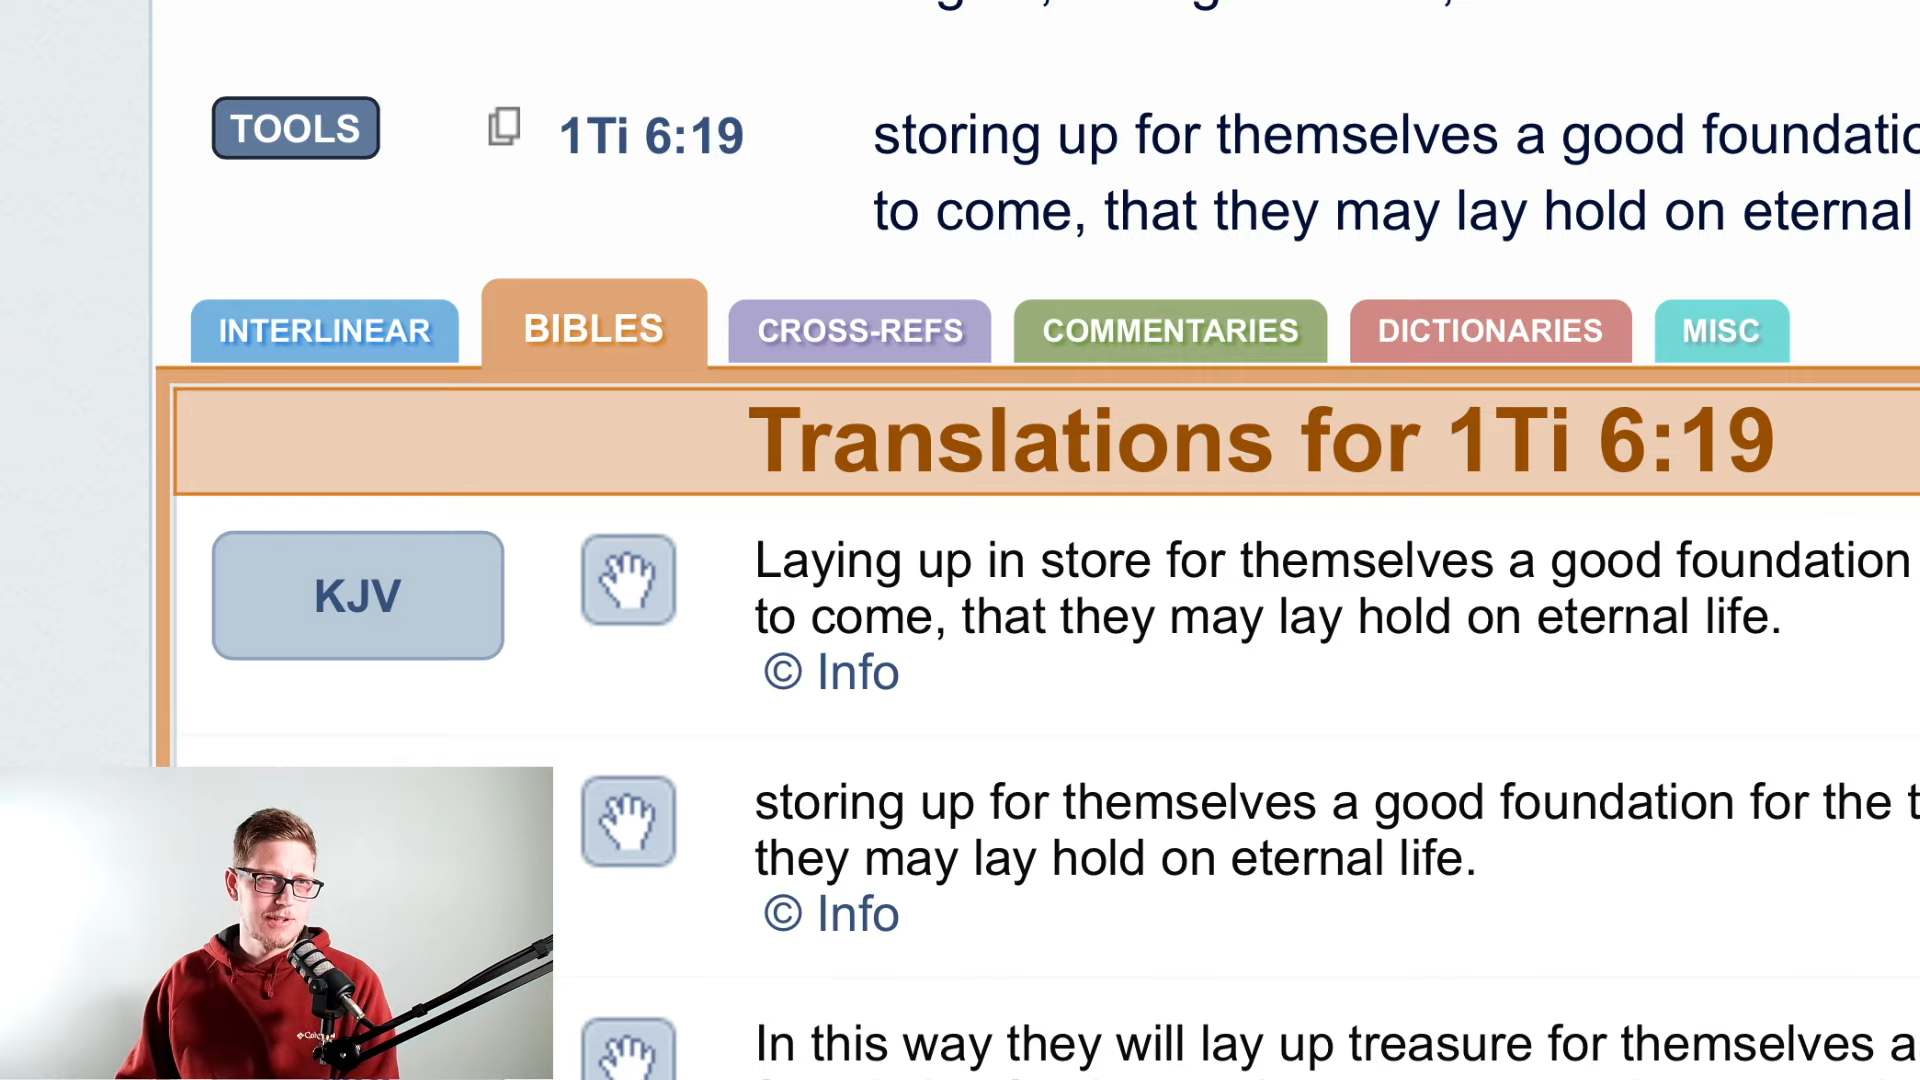 TOOLS
1Ti 6:19
storing up for themselves a good
to come, that they may lay hold on eternal
INTERLINEAR
BIBLES
CROSS-REFS
COMMENTARIES
DICTIONARIES
MISC
Translations for 1Ti 6:19
KJV
Laying up in store for themselves a good foundation
to come, that they may lay hold on eternal life.
© Info
storing up for themselves a good foundation for the
they may lay hold on eternal life.
© Info
In this way they will lay up treasure for themselves a